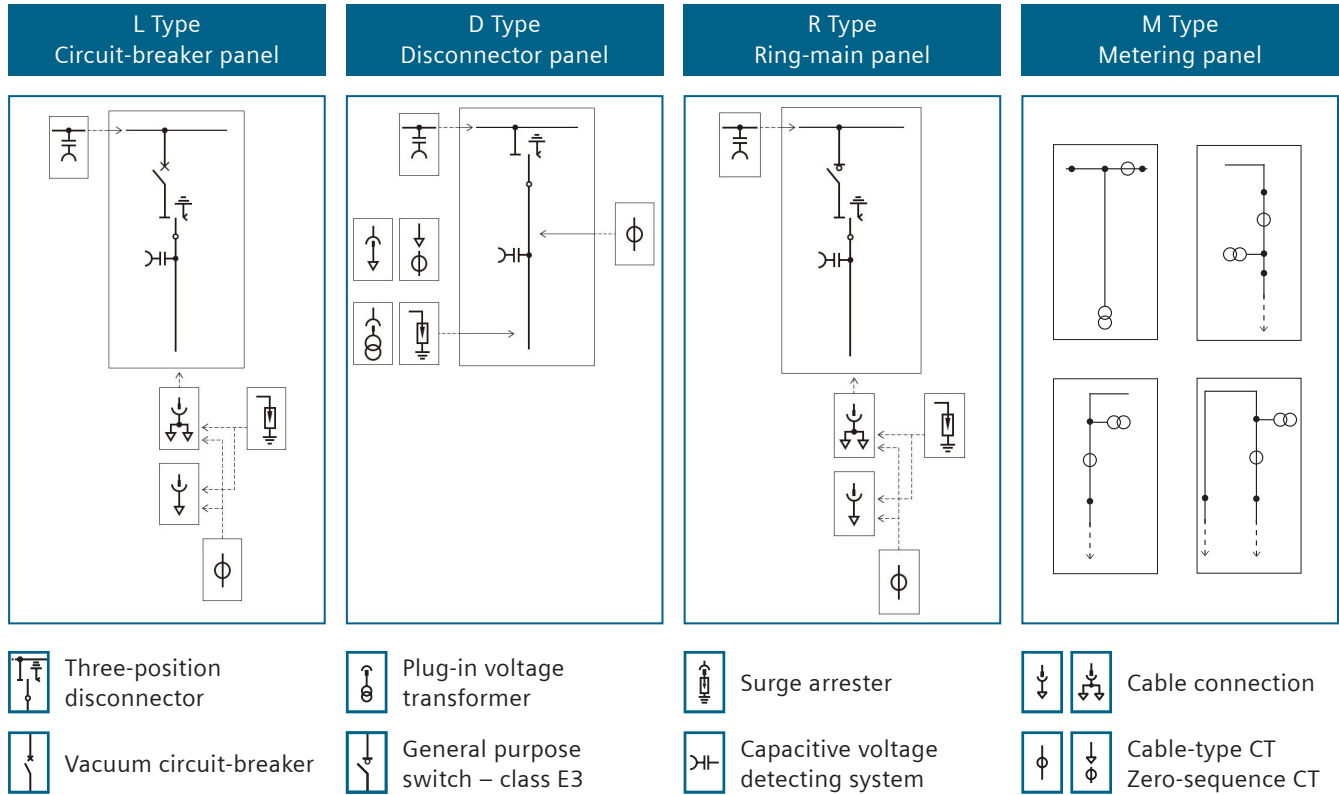 L Type
Circuit-breaker panel
D Type
Disconnector panel
R Type
Ring-main panel
M Type
Metering panel
Three-position
disconnector
Plug-in voltage
transformer
Surge arrester
Cable connection
Vacuum circuit-breaker
General purpose
switch – class E3
Capacitive voltage
detecting system
Cable-type CT
Zero-sequence CT